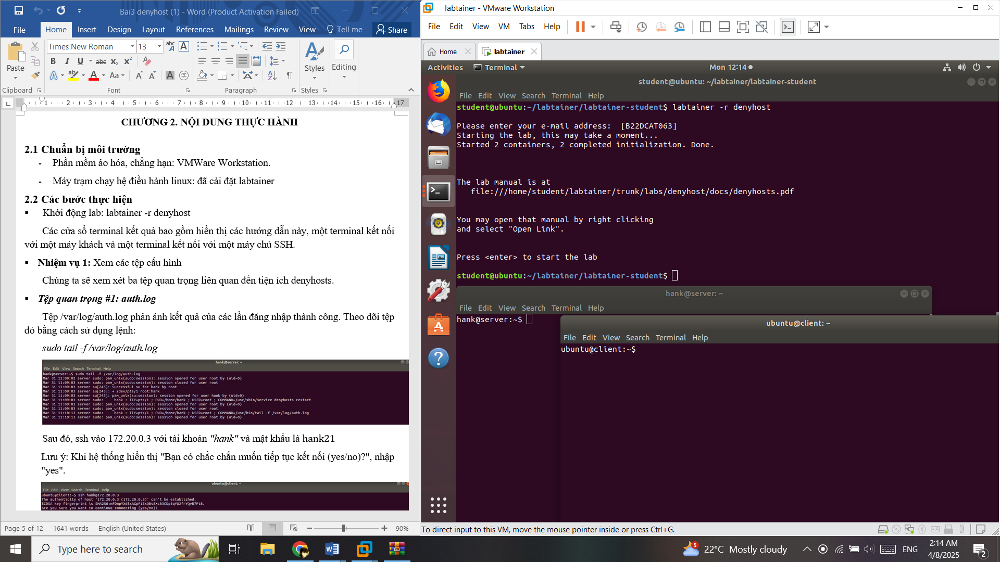 Bai3 denyhost (1) - Word (Product Activation Failed)
File Home Insert Design Layout References Mailings Review View Tell me Share
Times New Roman 13
Paste
Styles
Editing
Clipboard Font Paragraph Styles
1 2 3 4 5 6 7 8 9 10 11 12 13 14 15 16 17
CHƯƠNG 2. NỘI DUNG THỰC HÀNH
2.1 Chuẩn bị môi trường
- Phần mềm ảo hóa, chẳng hạn: VMWare Workstation.
- Máy trạm chạy hệ điều hành linux: đã cài đặt labtainer
2.2 Các bước thực hiện
▪ Khởi động lab: labtainer -r denyhost
Các cửa sổ terminal kết quả bao gồm hiển thị các hướng dẫn này, một terminal kết nối
với một máy khách và một terminal kết nối với một máy chủ SSH.
▪ Nhiệm vụ 1: Xem các tệp cấu hình
Chúng ta sẽ xem xét ba tệp quan trọng liên quan đến tiện ích denyhosts.
▪ Tệp quan trọng #1: auth.log
Tệp /var/log/auth.log phản ánh kết quả của các lần đăng nhập thành công. Theo dõi tệp
đó bằng cách sử dụng lệnh:
sudo tail -f /var/log/auth.log
hank@server: ~
File Edit View Search Terminal Help
hank@server:~$ sudo tail -f /var/log/auth.log
Mar 31 11:09:02 server sudo: pam_unix(sudo:session): session opened for user root by (uid=0)
Mar 31 11:09:03 server sudo: pam_unix(sudo:session): session closed for user root
Mar 31 11:09:03 server su[245]: Successful su for hank by root
Mar 31 11:09:03 server su[245]: + /dev/pts/1 root:hank
Mar 31 11:09:03 server su[245]: pam_unix(su:session): session opened for user hank by (uid=0)
Mar 31 11:09:03 server sudo: hank : TTY=pts/1 ; PWD=/home/hank ; USER=root ; COMMAND=/usr/sbin/service denyhosts restart
Mar 31 11:09:03 server sudo: pam_unix(sudo:session): session opened for user root by (uid=0)
Mar 31 11:09:03 server sudo: pam_unix(sudo:session): session closed for user root
Mar 31 11:10:13 server sudo: hank : TTY=pts/1 ; PWD=/home/hank ; USER=root ; COMMAND=/usr/bin/tail -f /var/log/auth.log
Mar 31 11:10:13 server sudo: pam_unix(sudo:session): session opened for user root by (uid=0)
Sau đó, ssh vào 172.20.0.3 với tài khoản "hank" và mật khẩu là hank21
Lưu ý: Khi hệ thống hiển thị "Bạn có chắc chắn muốn tiếp tục kết nối (yes/no)?", nhập
"yes".
ubuntu@client: ~
File Edit View Search Terminal Help
ubuntu@client:~$ ssh hank@172.20.0.3
The authenticity of host '172.20.0.3 (172.20.0.3)' can't be established.
Are you sure you want to continue connecting (yes/no)?
Page 5 of 12 1641 words English (United States) 90%
labtainer - VMware Workstation
File Edit View VM Tabs Help
Home labtainer
Activities Terminal Mon 12:14
student@ubuntu: ~/labtainer/labtainer-student
File Edit View Search Terminal Help
student@ubuntu:~/labtainer/labtainer-student$ labtainer -r denyhost
Please enter your e-mail address: [B22DCAT063]
Starting the lab, this may take a moment...
Started 2 containers, 2 completed initialization. Done.
The lab manual is at
file:///home/student/labtainer/trunk/labs/denyhost/docs/denyhosts.pdf
You may open that manual by right clicking
and select "Open Link".
Press <enter> to start the lab
student@ubuntu:~/labtainer/labtainer-student$
hank@server: ~
File Edit View Search Terminal Help
hank@server:~$
ubuntu@client: ~
File Edit View Search Terminal Help
ubuntu@client:~$
To direct input to this VM, move the mouse pointer inside or press Ctrl+G.
Type here to search
5
22°C Mostly cloudy
ENG
2:14 AM
4/8/2025
2